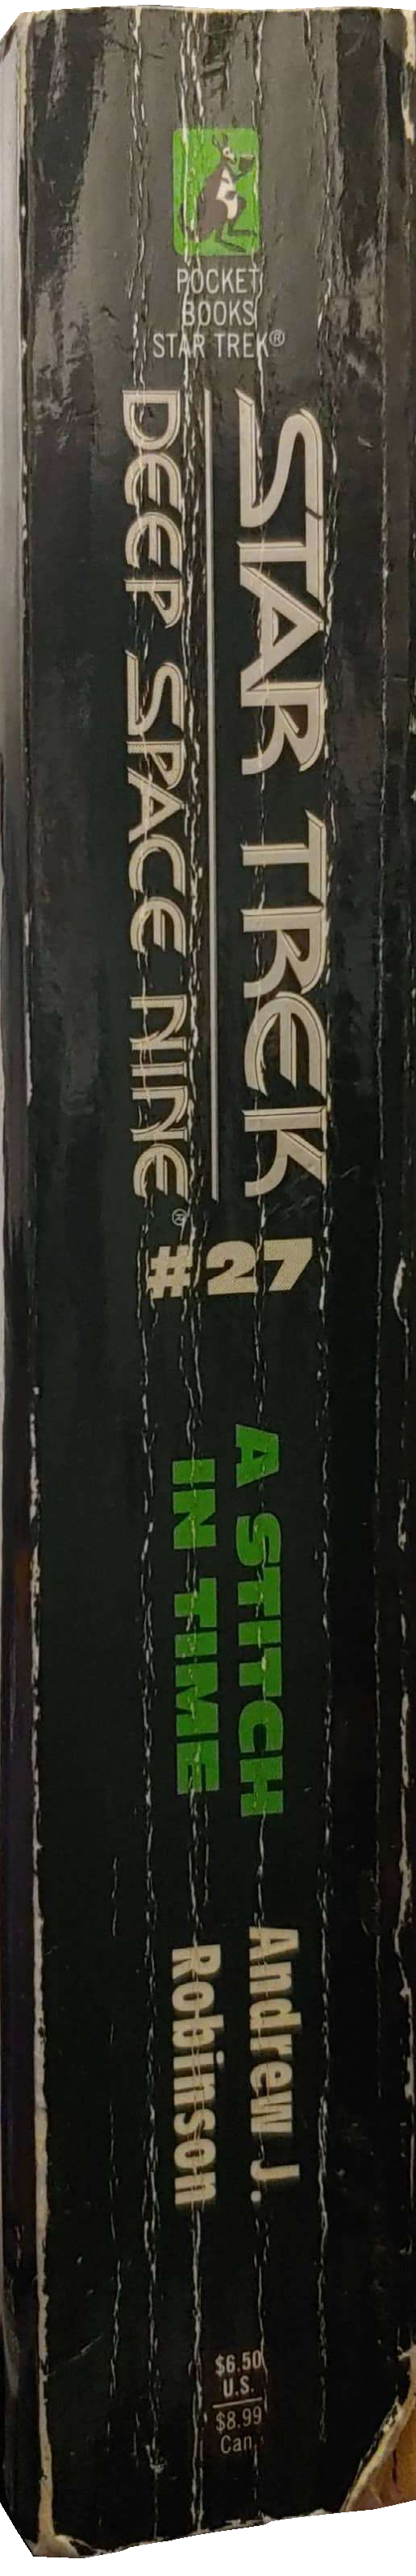 POCKET
BOOKS
STAR TREK®
STAR TREK
DEEP SPACE NINE®
#27
A STITCH
IN TIME
Andrew J.
Robinson
$6.50
U.S.
$8.99
Can.